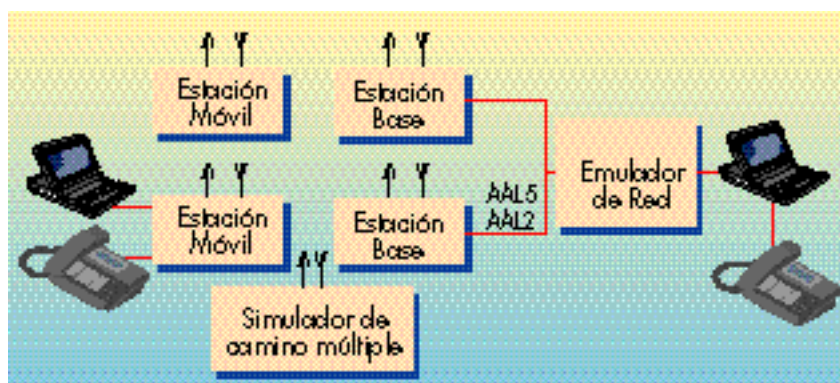 Estación
Móvil
Estación
Base
Emulador
de Red
AAL5
AAL2
Estación
Móvil
Estación
Base
Simulador de
camino múltiple